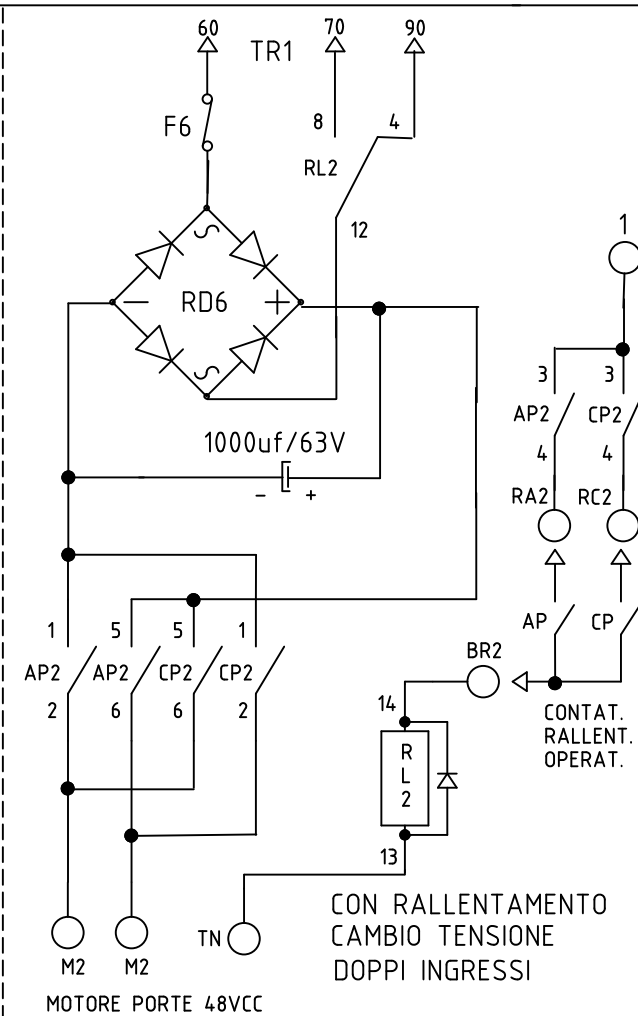 60 70 90
TR1
F6
8 4
RL2
12
1
− RD6 +
3 3
AP2 CP2
4 4
1000uf/63V
- +
RA2 RC2
1 5 5 1
AP CP
BR2
AP2 AP2 CP2 CP2
2 6 6 2
14
CONTAT.
RALLENT.
OPERAT.
R
L
2
13
CON RALLENTAMENTO
CAMBIO TENSIONE
DOPPI INGRESSI
TN
M2 M2
MOTORE PORTE 48VCC